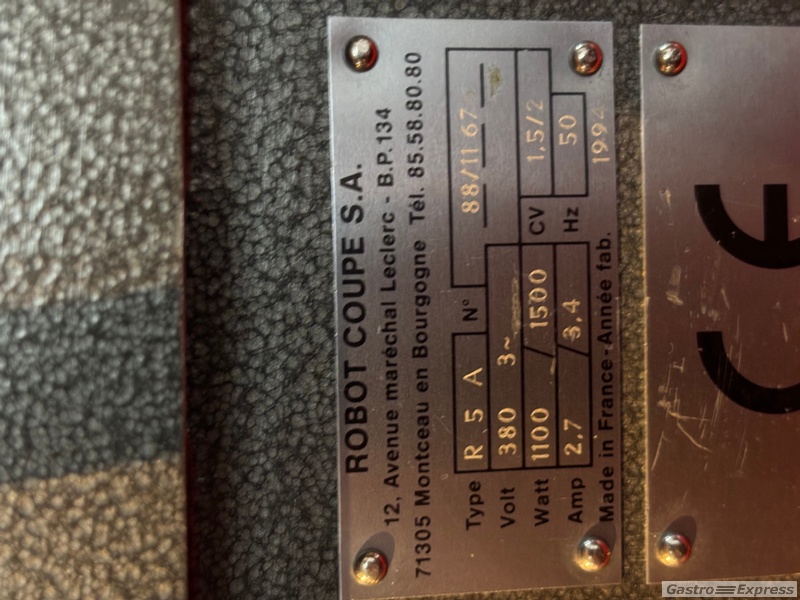 ROBOT COUPE S.A.
12, Avenue maréchal Leclerc - B.P. 134
71305 Montceau en Bourgogne Tél. 85.58.80.80
Type R 5 A N° 88/1167
Volt 380 3~
Watt 1100 / 1500 CV 1,5/2
Amp 2,7 / 3,4 Hz 50
Made in France - Année fab. 1994
CE
Gastro Express